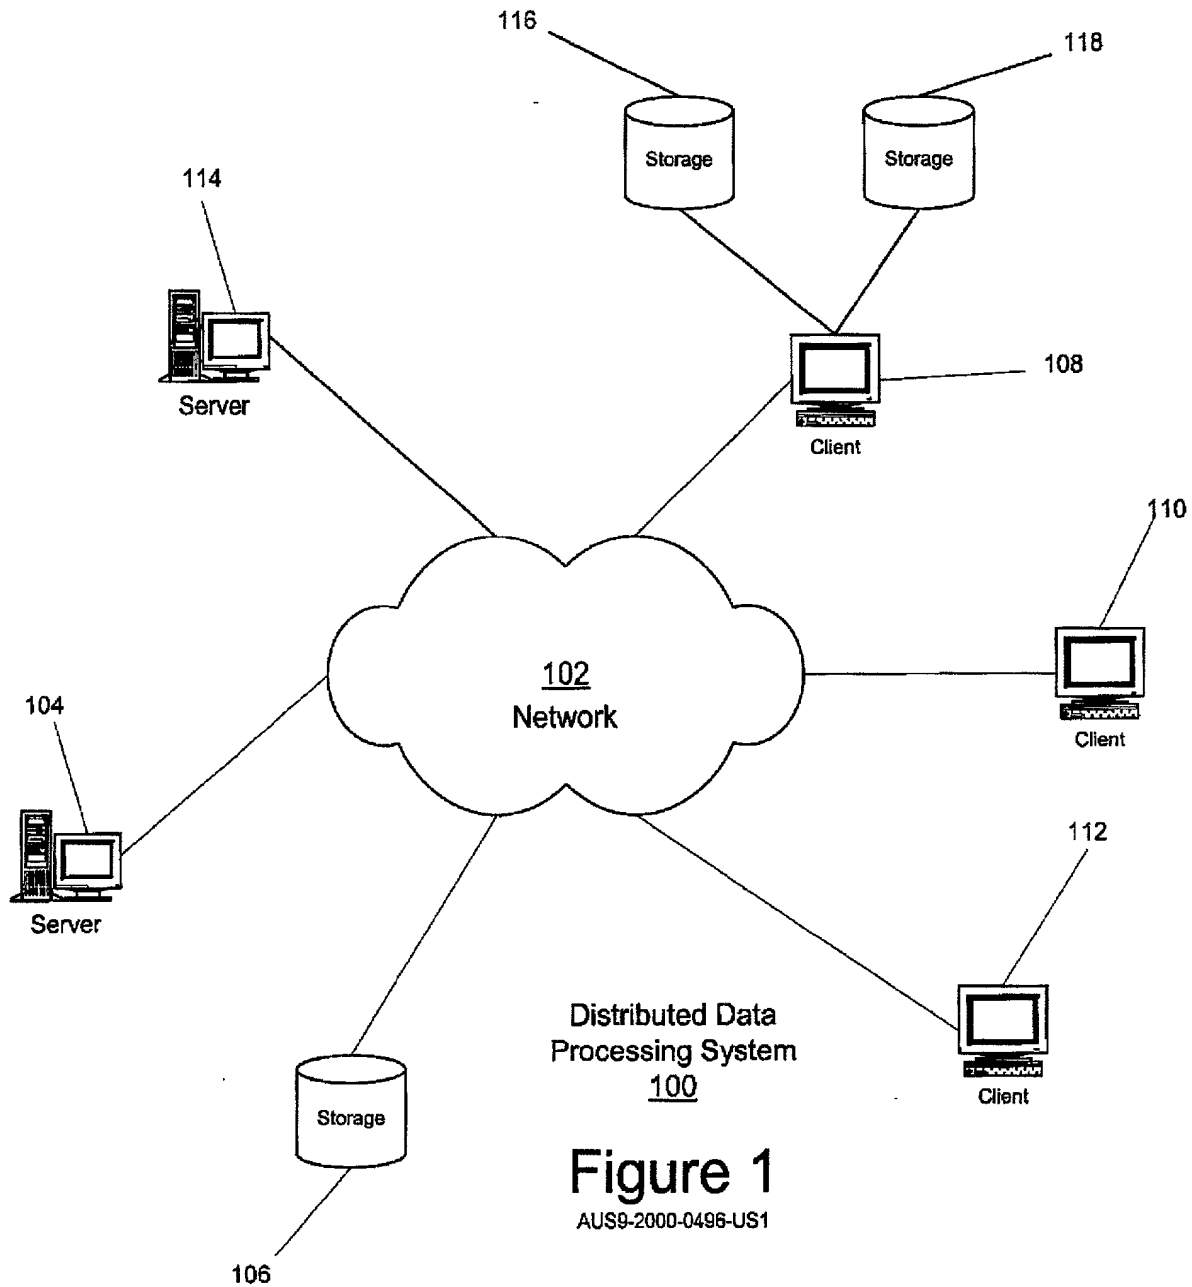 116
118
Storage
Storage
114
Server
108
Client
110
102
Network
Client
104
Server
112
Distributed Data
Processing System
100
Client
Storage
Figure 1
AUS9-2000-0496-US1
106